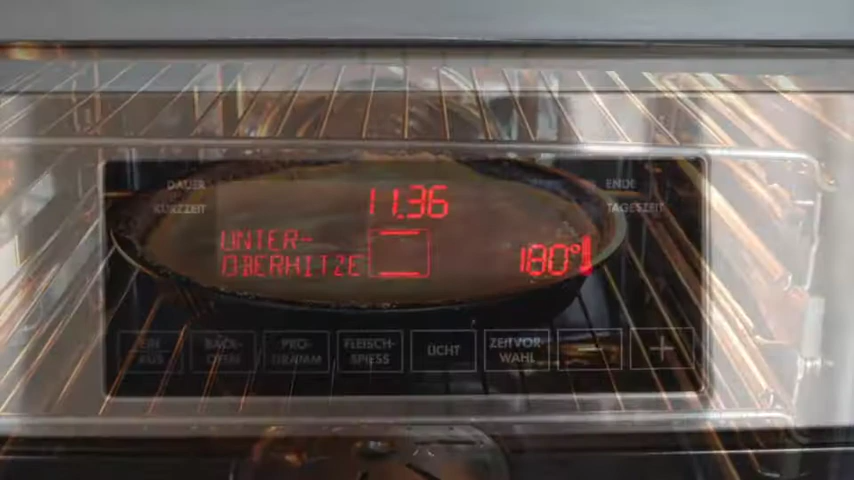 DAUER
KURZZEIT
11.36
ENDE
TAGESZEIT
UNTER-
OBERHITZE
180°
EIN
AUS
BACK-
OFEN
PRO-
GRAMM
FLEISCH-
SPIESS
LICHT
ZEITVOR
WAHL
−
+